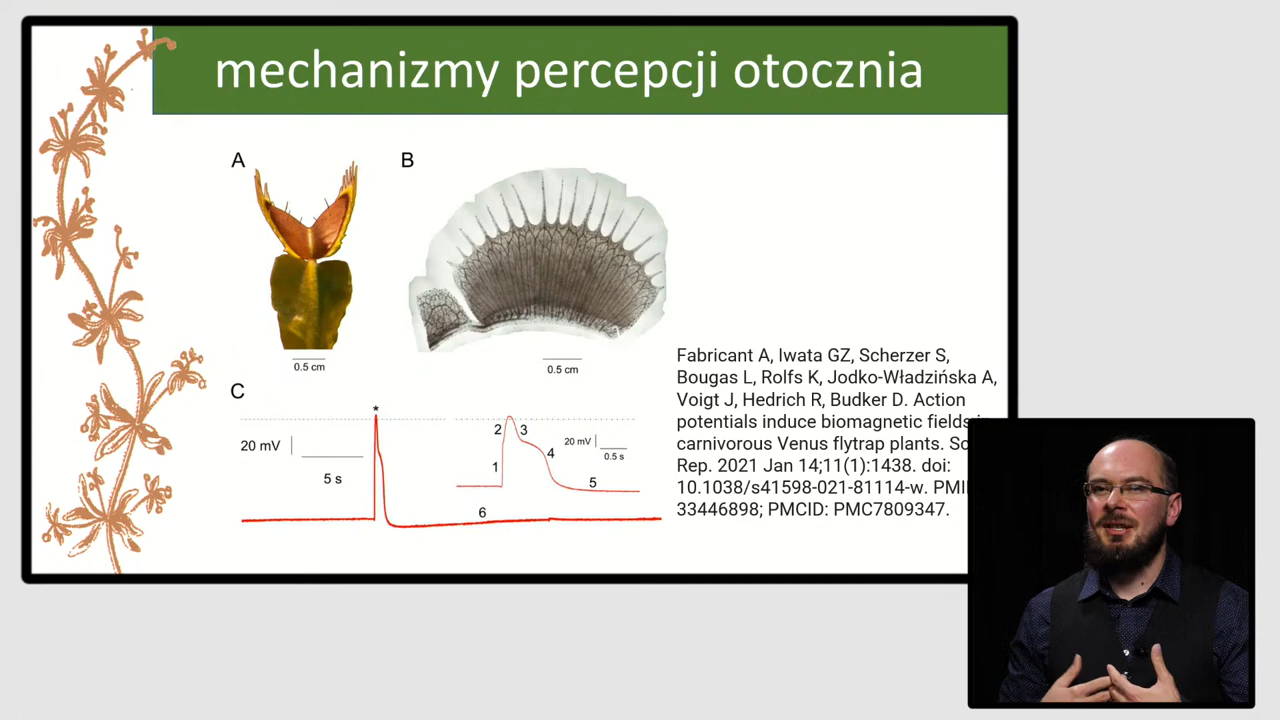 mechanizmy percepcji otocznia
A
B
0.5 cm
0.5 cm
Fabricant A, Iwata GZ, Scherzer S,
Bougas L, Rolfs K, Jodko-Władzińska A,
Voigt J, Hedrich R, Budker D. Action
potentials induce biomagnetic fields
carnivorous Venus flytrap plants.
Rep. 2021 Jan 14;11(1):1438. doi:
10.1038/s41598-021-81114-w.
33446898; PMCID: PMC7809347.
C
*
20 mV
5 s
2
3
20 mV
0.5 s
4
1
5
6